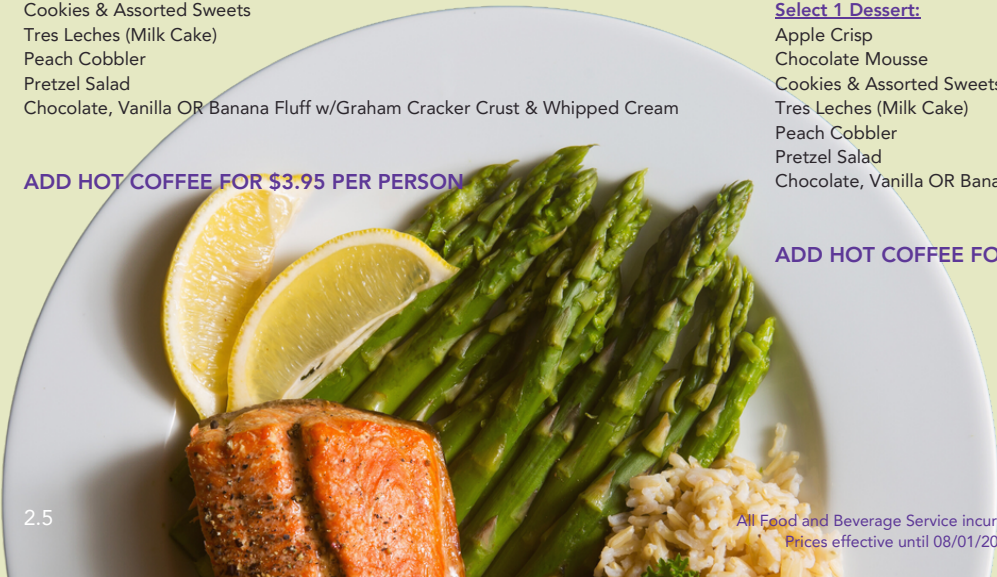 Cookies & Assorted Sweets
Tres Leches (Milk Cake)
Peach Cobbler
Pretzel Salad
Chocolate, Vanilla OR Banana Fluff w/Graham Cracker Crust & Whipped Cream
ADD HOT COFFEE FOR $3.95 PER PERSON
Select 1 Dessert:
Apple Crisp
Chocolate Mousse
Cookies & Assorted Sweets
Tres Leches (Milk Cake)
Peach Cobbler
Pretzel Salad
Chocolate, Vanilla OR
ADD HOT COFFEE
2.5
All Food and Beverage Service
Prices effective until